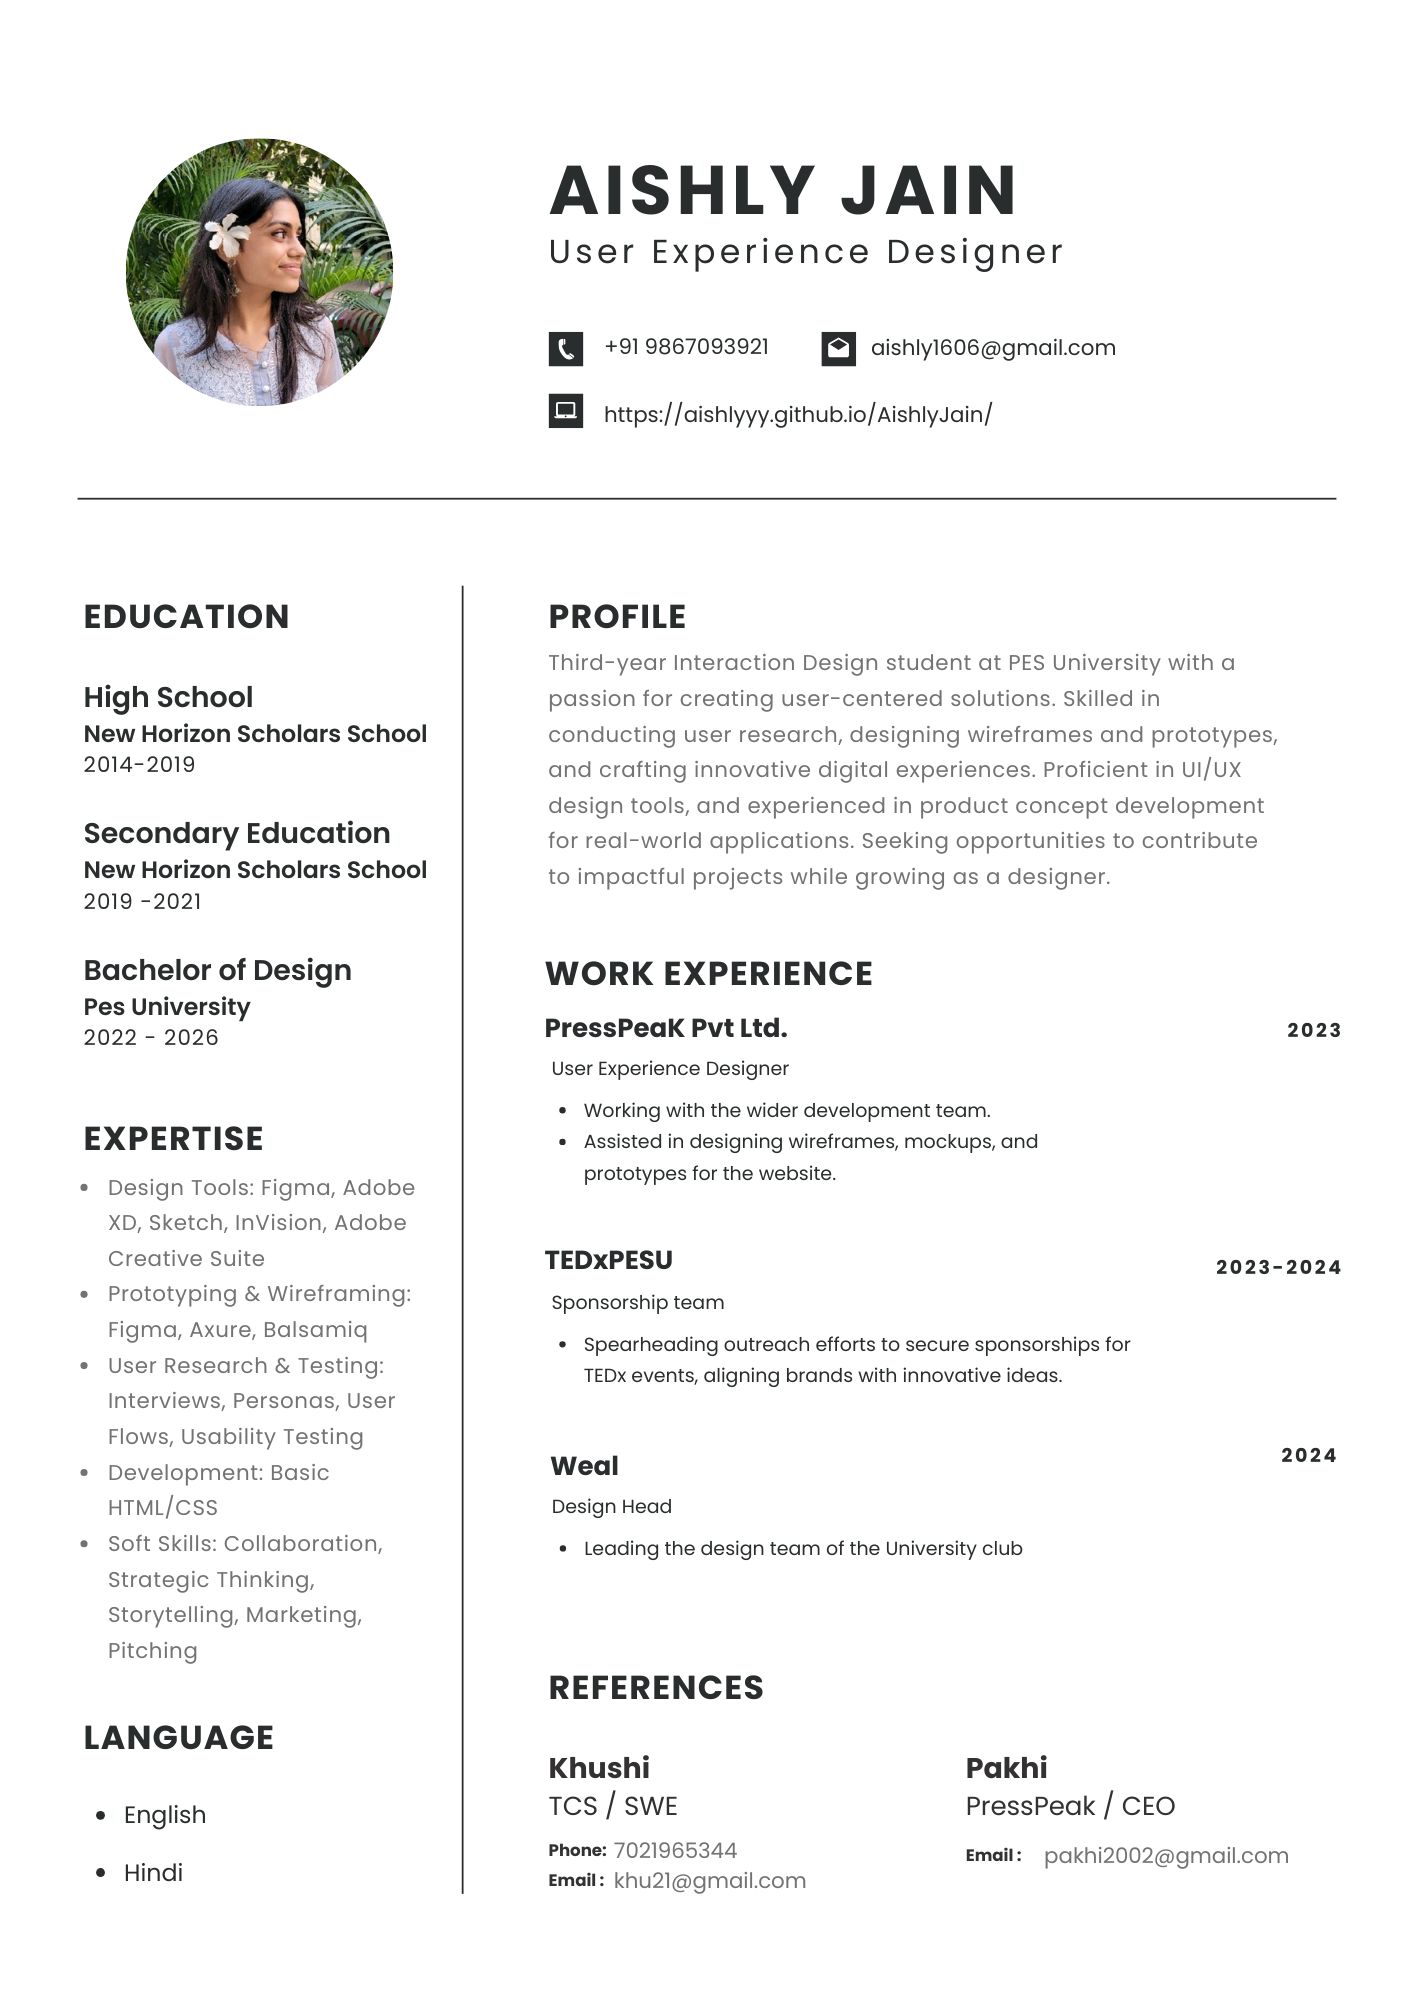 AISHLY JAIN
User Experience Designer
+91 9867093921
aishly1606@gmail.com
https://aishlyyy.github.io/AishlyJain/
EDUCATION
High School
New Horizon Scholars School
2014-2019
Secondary Education
New Horizon Scholars School
2019 -2021
Bachelor of Design
Pes University
2022 - 2026
EXPERTISE
• Design Tools: Figma, Adobe
XD, Sketch, InVision, Adobe
Creative Suite
• Prototyping & Wireframing:
Figma, Axure, Balsamiq
• User Research & Testing:
Interviews, Personas, User
Flows, Usability Testing
• Development: Basic
HTML/CSS
• Soft Skills: Collaboration,
Strategic Thinking,
Storytelling, Marketing,
Pitching
LANGUAGE
• English
• Hindi
PROFILE
Third-year Interaction Design student at PES University with a
passion for creating user-centered solutions. Skilled in
conducting user research, designing wireframes and prototypes,
and crafting innovative digital experiences. Proficient in UI/UX
design tools, and experienced in product concept development
for real-world applications. Seeking opportunities to contribute
to impactful projects while growing as a designer.
WORK EXPERIENCE
PressPeaK Pvt Ltd.
2023
User Experience Designer
• Working with the wider development team.
• Assisted in designing wireframes, mockups, and
prototypes for the website.
TEDxPESU
2023-2024
Sponsorship team
• Spearheading outreach efforts to secure sponsorships for
TEDx events, aligning brands with innovative ideas.
Weal
2024
Design Head
• Leading the design team of the University club
REFERENCES
Khushi
TCS / SWE
Phone: 7021965344
Email : khu21@gmail.com
Pakhi
PressPeak / CEO
Email : pakhi2002@gmail.com